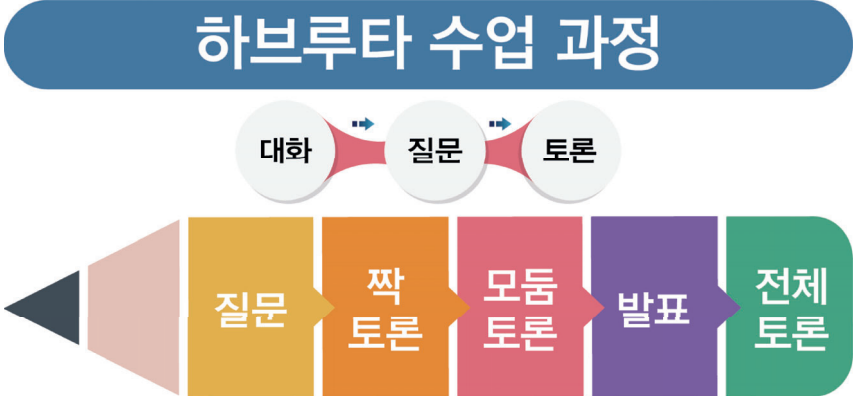 하브루타 수업 과정
대화 질문 토론
질문
짝
토론
모둠
토론
발표
전체
토론